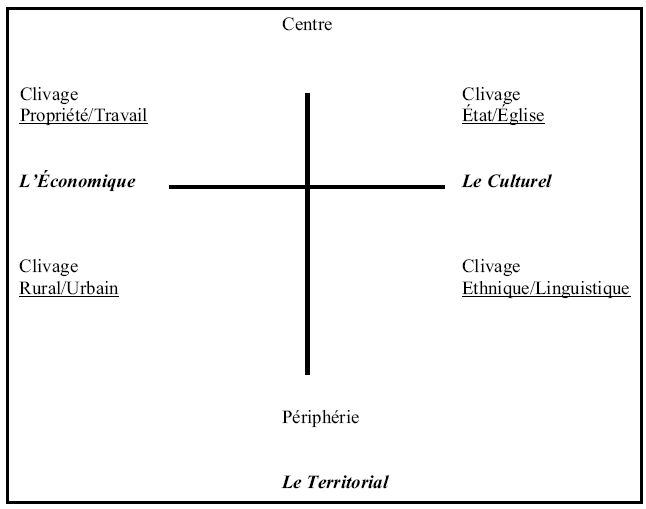 Centre
Clivage
Propriété/Travail
Clivage
État/Église
L’Économique
Le Culturel
Clivage
Rural/Urbain
Clivage
Ethnique/Linguistique
Périphérie
Le Territorial